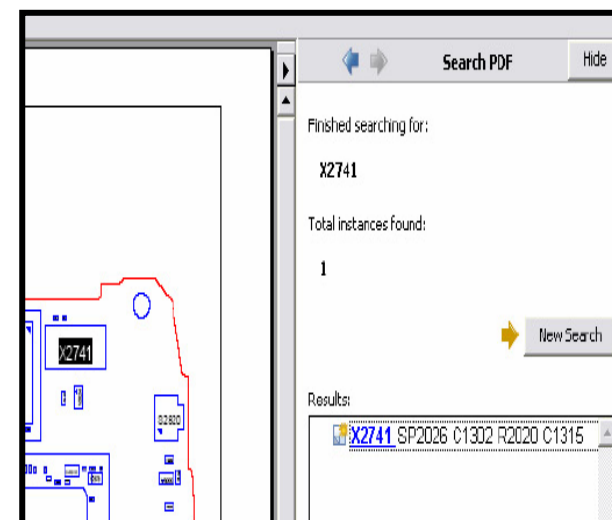 Search PDF
Hide
Finished searching for:
X2741
Total instances found:
1
New Search
Results:
X2741 SP2026 C1302 R2020 C1315
X2741